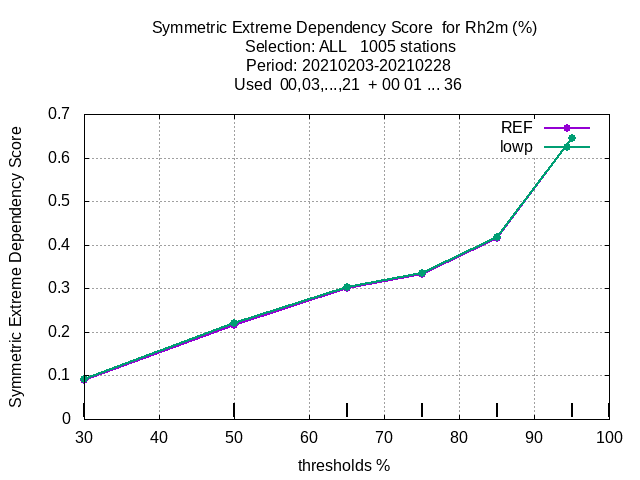 Symmetric Extreme Dependency Score  for Rh2m (%)
Selection: ALL   1005 stations
Period: 20210203-20210228
Used  00,03,...,21  + 00 01 ... 36
REF
lowp
0.7
0.6
0.5
0.4
0.3
0.2
0.1
0
Symmetric Extreme Dependency Score
30 40 50 60 70 80 90 100
thresholds %